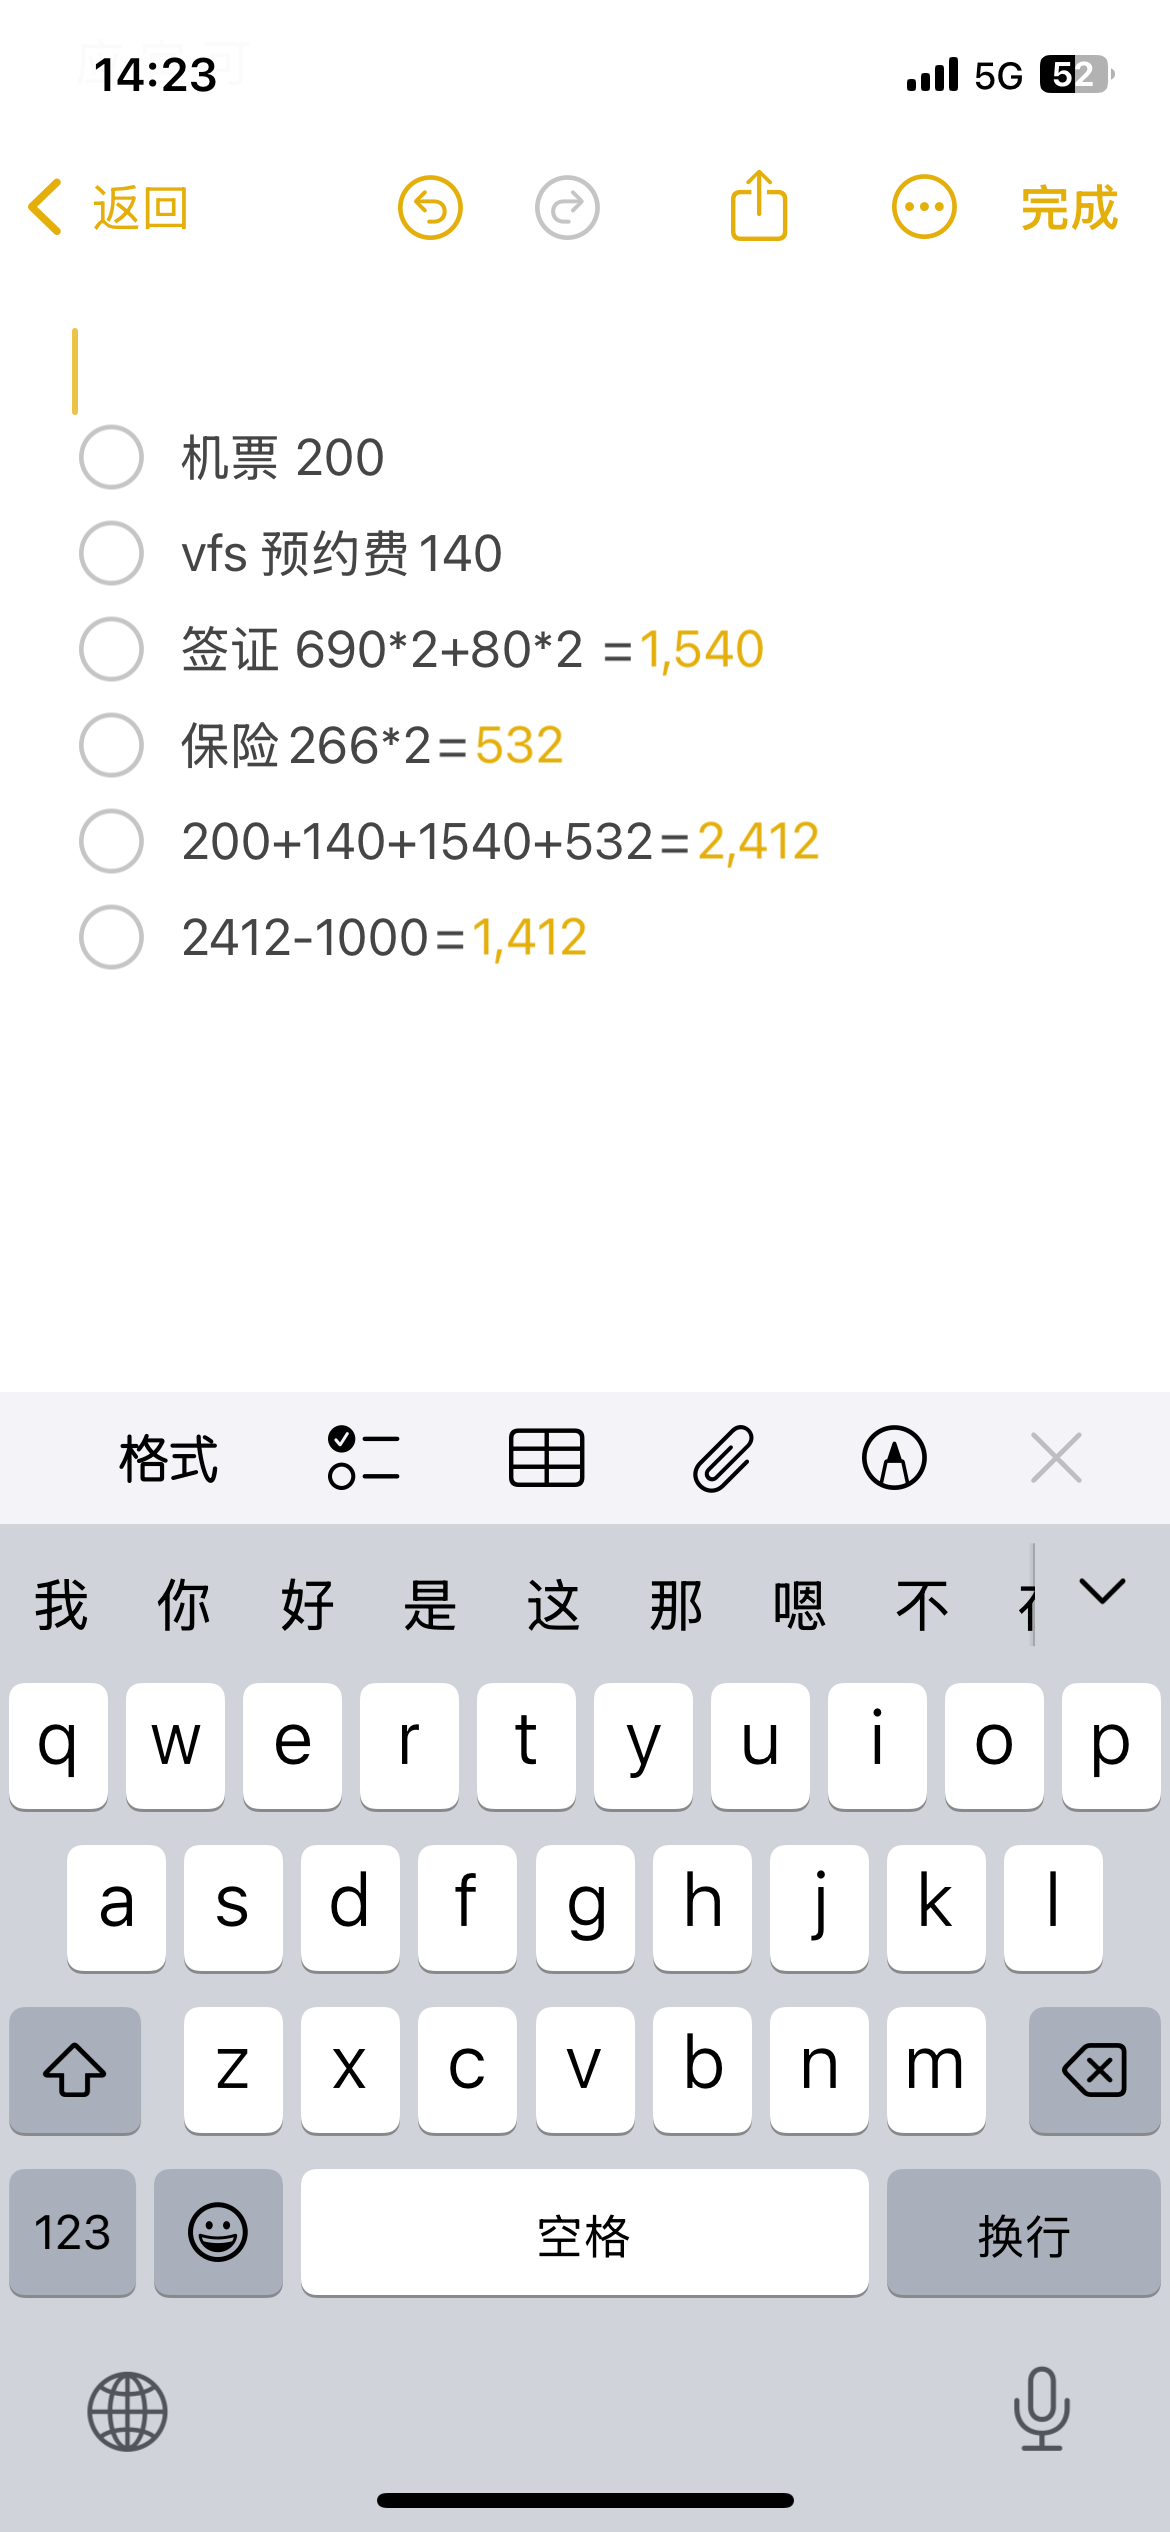 14:23
5G 52
返回
完成
机票 200
vfs 预约费 140
签证 690*2+80*2 =1,540
保险 266*2=532
200+140+1540+532=2,412
2412-1000=1,412
格式
我 你 好 是 这 那 嗯 不
q w e r t y u i o p
a s d f g h j k l
z x c v b n m
123 空格 换行